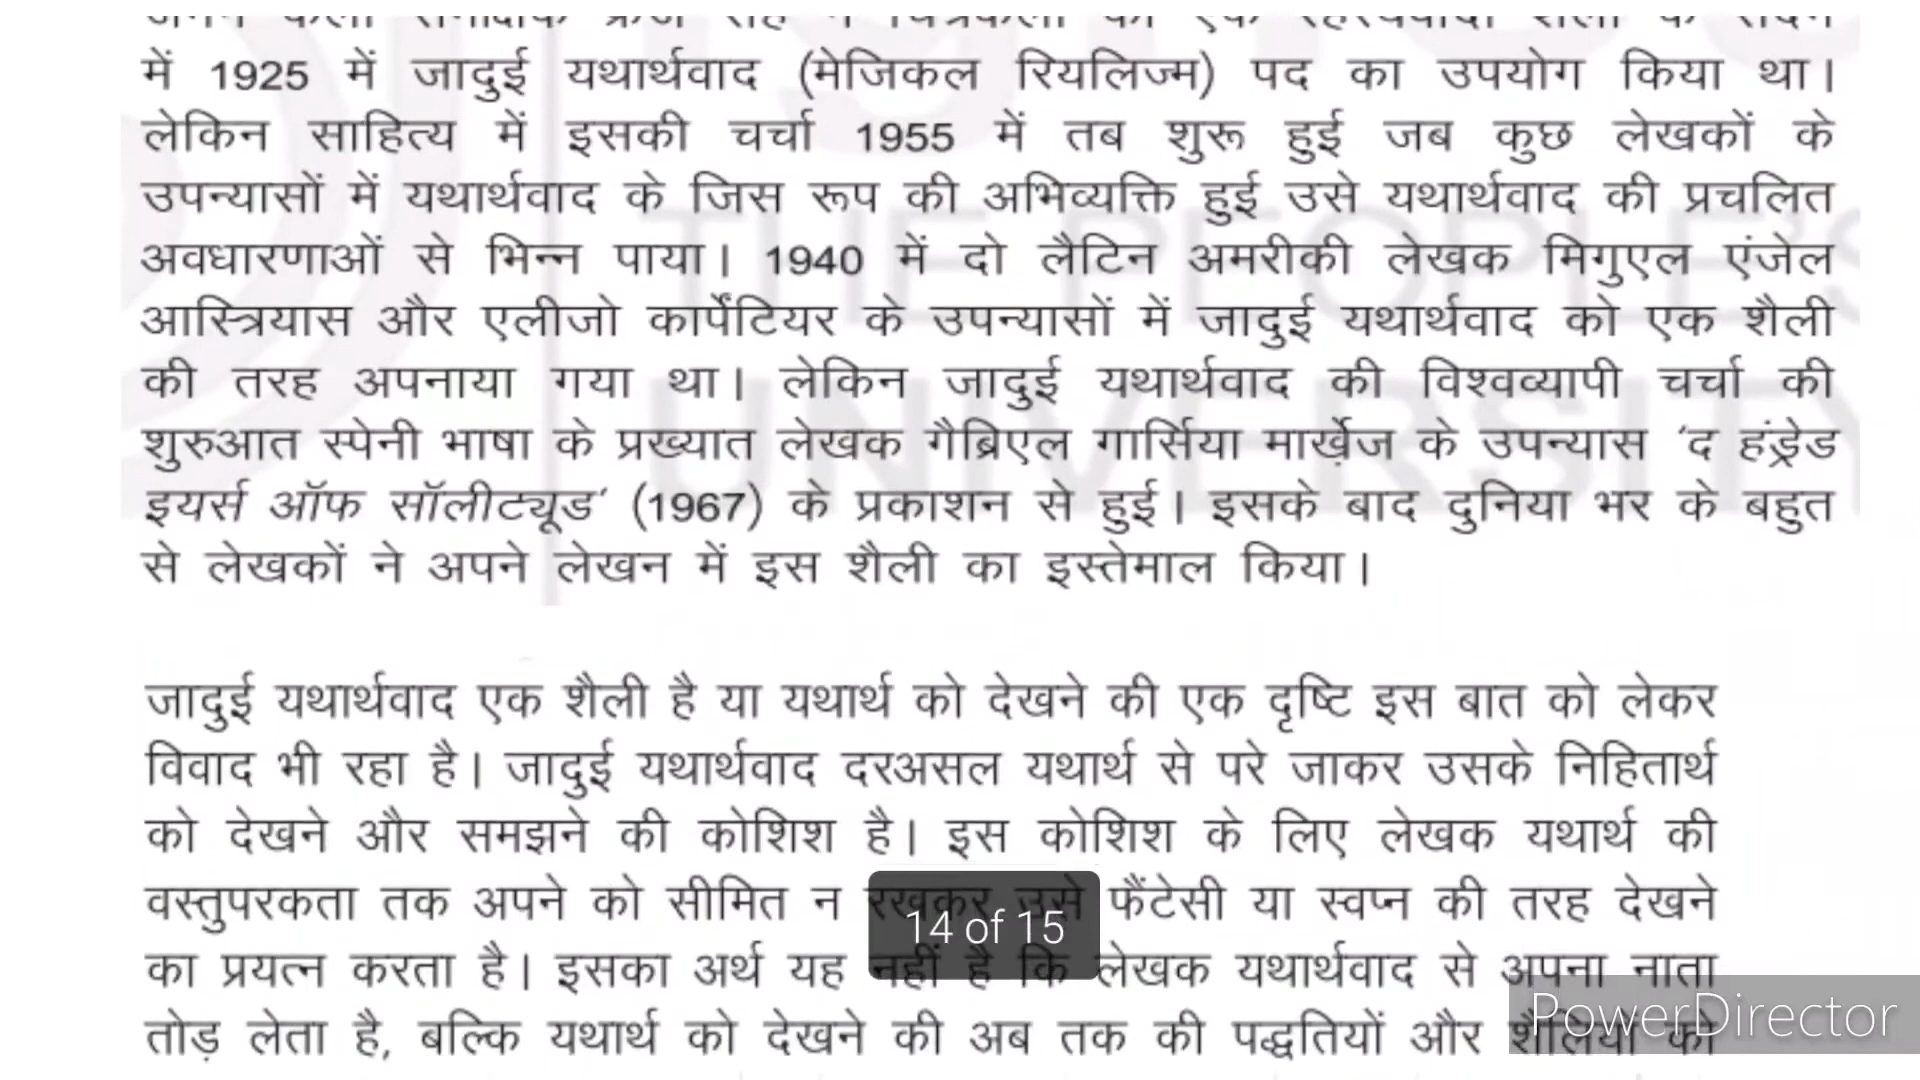 में 1925 में जादुई यथार्थवाद (मेजिकल रियलिज्म) पद का उपयोग किया था।
लेकिन साहित्य में इसकी चर्चा 1955 में तब शुरू हुई जब कुछ लेखकों के
उपन्यासों में यथार्थवाद के जिस रूप की अभिव्यक्ति हुई उसे यथार्थवाद की प्रचलित
अवधारणाओं से भिन्न पाया। 1940 में दो लैटिन अमरीकी लेखक मिगुएल एंजेल
आस्त्रियास और एलीजो कार्पेंटियर के उपन्यासों में जादुई यथार्थवाद को एक शैली
की तरह अपनाया गया था। लेकिन जादुई यथार्थवाद की विश्वव्यापी चर्चा की
शुरुआत स्पेनी भाषा के प्रख्यात लेखक गैब्रिएल गार्सिया मार्ख़ेज के उपन्यास 'द हंड्रेड
इयर्स ऑफ सॉलीट्यूड' (1967) के प्रकाशन से हुई। इसके बाद दुनिया भर के बहुत
से लेखकों ने अपने लेखन में इस शैली का इस्तेमाल किया।
जादुई यथार्थवाद एक शैली है या यथार्थ को देखने की एक दृष्टि इस बात को लेकर
विवाद भी रहा है। जादुई यथार्थवाद दरअसल यथार्थ से परे जाकर उसके निहितार्थ
को देखने और समझने की कोशिश है। इस कोशिश के लिए लेखक यथार्थ की
वस्तुपरकता तक अपने को सीमित न रखकर उसे फैंटेसी या स्वप्न की तरह देखने
14 of 15
का प्रयत्न करता है। इसका अर्थ यह नहीं है कि लेखक यथार्थवाद से अपना नाता
PowerDirector
तोड़ लेता है, बल्कि यथार्थ को देखने की अब तक की पद्धतियों और शैलियों को